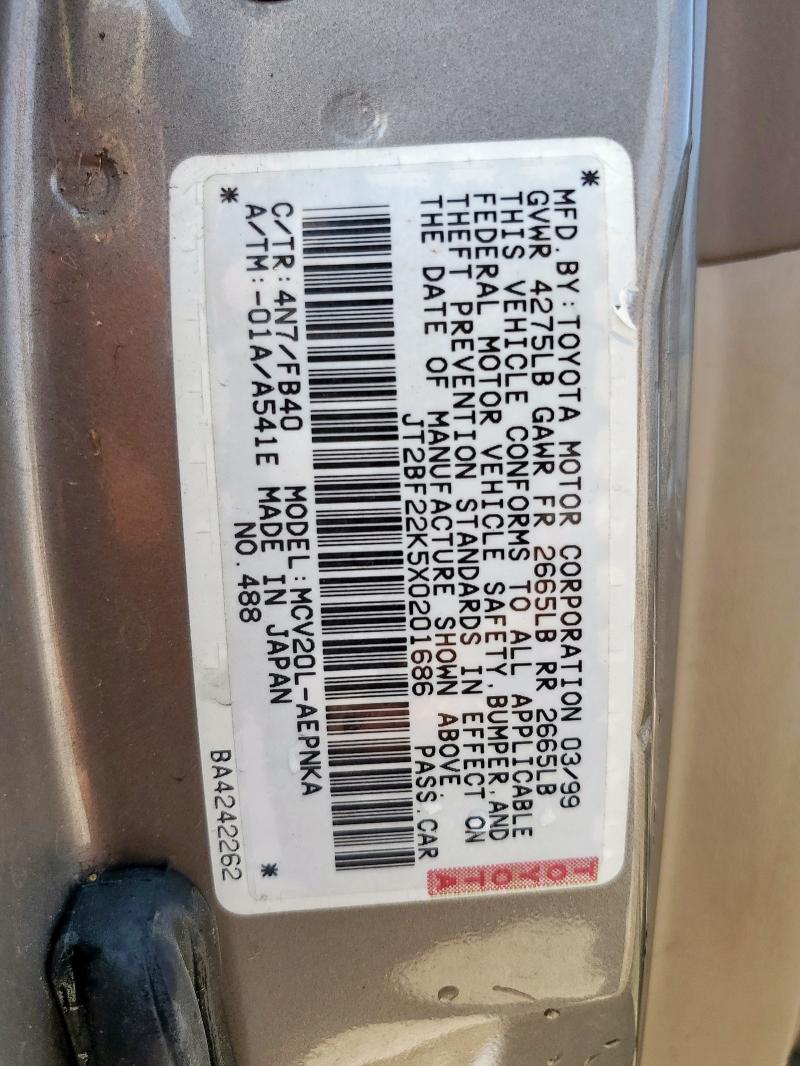 * MFD. BY: TOYOTA MOTOR CORPORATION 03/99
GVWR 4275LB GAWR FR 2665LB RR 2665LB
THIS VEHICLE CONFORMS TO ALL APPLICABLE
FEDERAL MOTOR VEHICLE SAFETY, BUMPER, AND
THEFT PREVENTION STANDARDS IN EFFECT ON
THE DATE OF MANUFACTURE SHOWN ABOVE.
JT2BF22K5X0201686 PASS.CAR
TOYOTA
C/TR: 4N7/FB40 MODEL: MCV20L-AEPNKA
A/TM: -01A/A541E MADE IN JAPAN
* NO. 488 *
BA4242262